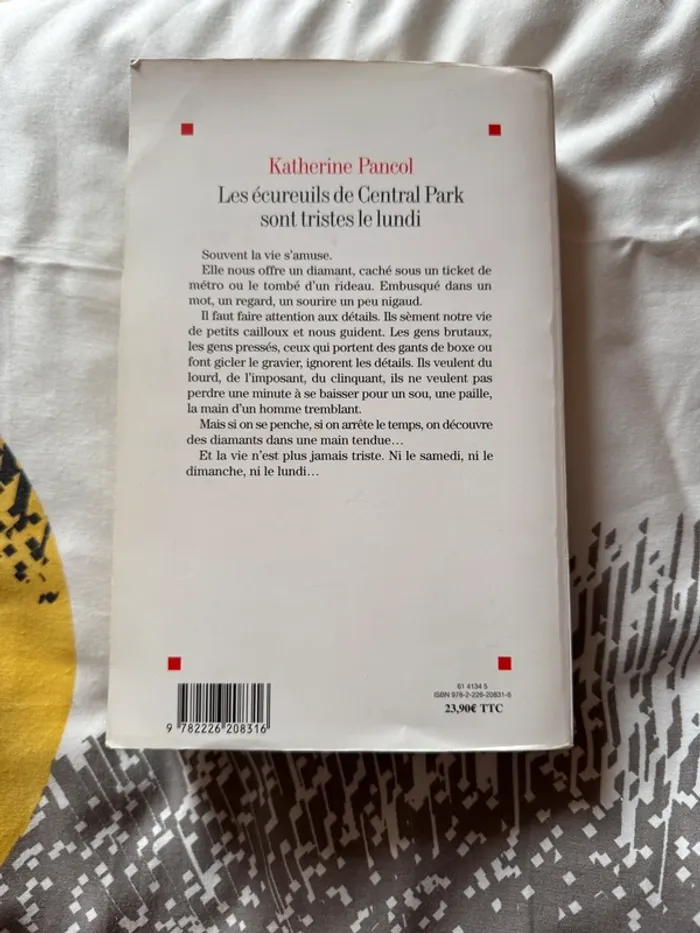 Katherine Pancol
Les écureuils de Central Park
sont tristes le lundi
Souvent la vie s'amuse.
Elle nous offre un diamant, caché sous un ticket de
métro ou le tombé d'un rideau. Embusqué dans un
mot, un regard, un sourire un peu nigaud.
Il faut faire attention aux détails. Ils sèment notre vie
de petits cailloux et nous guident. Les gens brutaux,
les gens pressés, ceux qui portent des gants de boxe ou
font gicler le gravier, ignorent les détails. Ils veulent du
lourd, de l'imposant, du clinquant, ils ne veulent pas
perdre une minute à se baisser pour un sou, une paille,
la main d'un homme tremblant.
Mais si on se penche, si on arrête le temps, on découvre
des diamants dans une main tendue…
Et la vie n'est plus jamais triste. Ni le samedi, ni le
dimanche, ni le lundi…
61 4134 5
ISBN 978-2-226-20831-6
23,90€ TTC
9 782226 208316